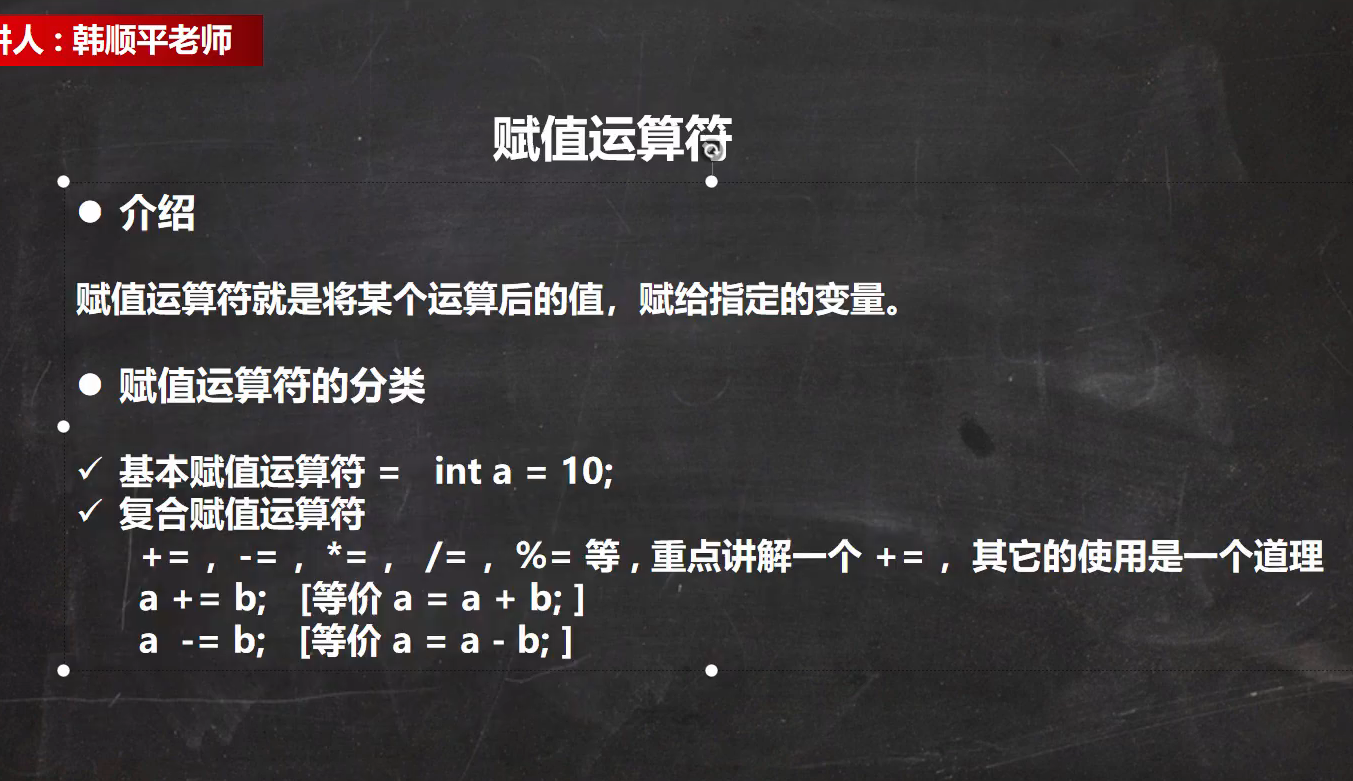 讲人：韩顺平老师
赋值运算符
介绍
赋值运算符就是将某个运算后的值，赋给指定的变量。
赋值运算符的分类
基本赋值运算符 = int a = 10;
复合赋值运算符
+= ，-= ，*= ， /= ，%= 等 , 重点讲解一个 += ，其它的使用是一个道理
a += b; [等价 a = a + b; ]
a -= b; [等价 a = a - b; ]